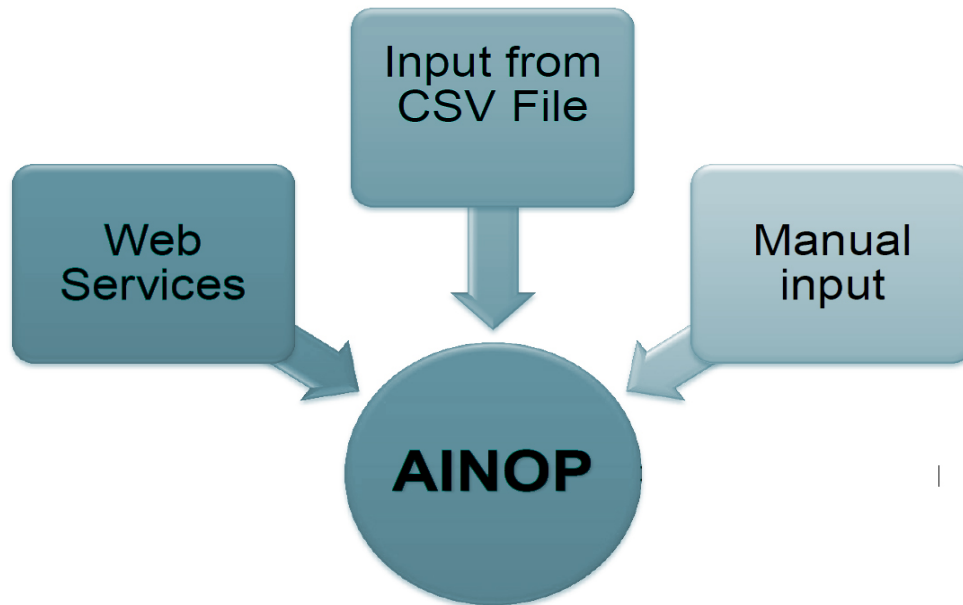 Input from
CSV File
Web
Services
Manual
input
AINOP